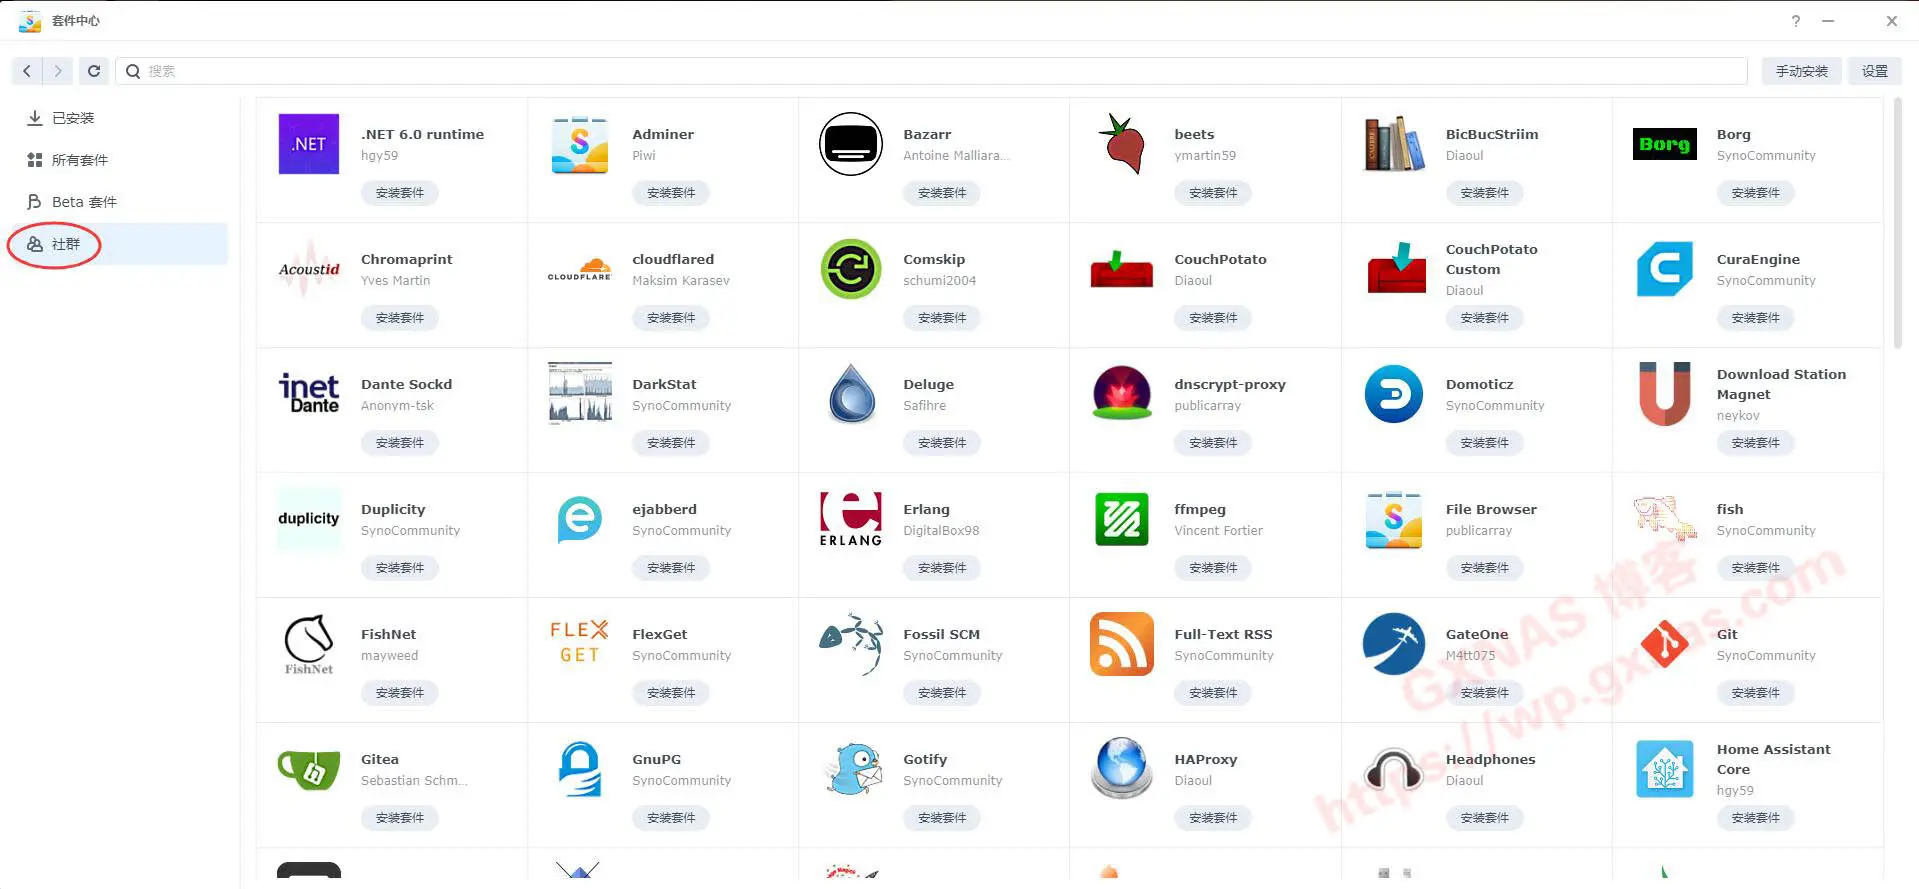 套件中心
搜索
手动安装
设置
已安装
所有套件
Beta 套件
社群
.NET
.NET 6.0 runtime
hgy59
安装套件
Adminer
Piwi
安装套件
Bazarr
Antoine Malliara...
安装套件
beets
ymartin59
安装套件
BicBucStriim
Diaoul
安装套件
Borg
Borg
SynoCommunity
安装套件
Acoustid
Chromaprint
Yves Martin
安装套件
CLOUDFLARE
cloudflared
Maksim Karasev
安装套件
Comskip
schumi2004
安装套件
CouchPotato
Diaoul
安装套件
CouchPotato
Custom
Diaoul
安装套件
CuraEngine
SynoCommunity
安装套件
inet
Dante
Dante Sockd
Anonym-tsk
安装套件
DarkStat
SynoCommunity
安装套件
Deluge
Safihre
安装套件
dnscrypt-proxy
publicarray
安装套件
Domoticz
SynoCommunity
安装套件
Download Station
Magnet
neykov
安装套件
duplicity
Duplicity
SynoCommunity
安装套件
ejabberd
SynoCommunity
安装套件
ERLANG
Erlang
DigitalBox98
安装套件
ffmpeg
Vincent Fortier
安装套件
File Browser
publicarray
安装套件
fish
SynoCommunity
安装套件
FishNet
FishNet
mayweed
安装套件
FLEX
GET
FlexGet
SynoCommunity
安装套件
Fossil SCM
SynoCommunity
安装套件
Full-Text RSS
SynoCommunity
安装套件
GateOne
M4tt075
安装套件
Git
SynoCommunity
安装套件
Gitea
Sebastian Schm...
安装套件
GnuPG
SynoCommunity
安装套件
Gotify
SynoCommunity
安装套件
HAProxy
Diaoul
安装套件
Headphones
Diaoul
安装套件
Home Assistant
Core
hgy59
安装套件
GXNAS 博客
https://wp.gxnas.com